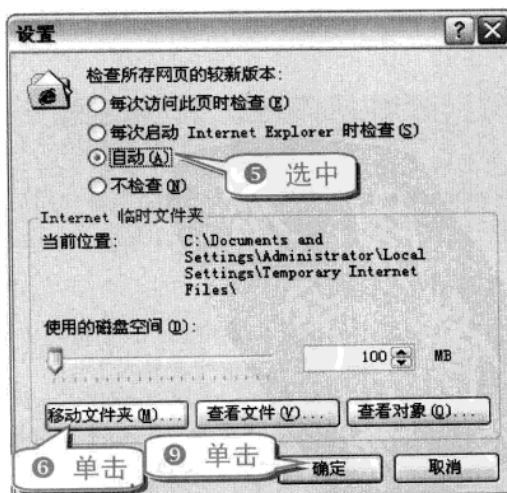 设置
检查所存网页的较新版本:
每次访问此页时检查(E)
每次启动 Internet Explorer 时检查(S)
自动(A)
❺ 选中
不检查(N)
Internet 临时文件夹
当前位置:
C:\Documents and
Settings\Administrator\Local
Settings\Temporary Internet
Files\
使用的磁盘空间(D):
100 MB
移动文件夹(M)... 查看文件(V)... 查看对象(O)...
❻ 单击 ❾ 单击 确定 取消